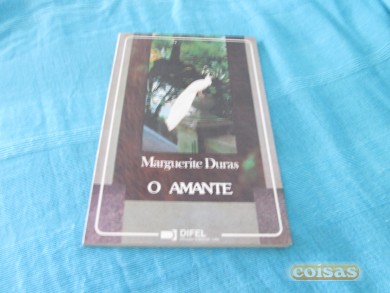 Marguerite Duras
O AMANTE
DIFEL
coisas